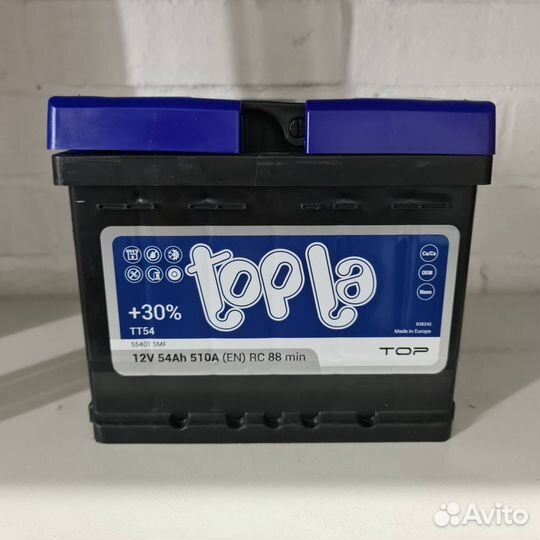 topla
Ca/Ca
OEM
+30%
TT54
55401 SMF
12V 54Ah 510A (EN) RC 88 min
838242
Made in Europe
TOP
Avito